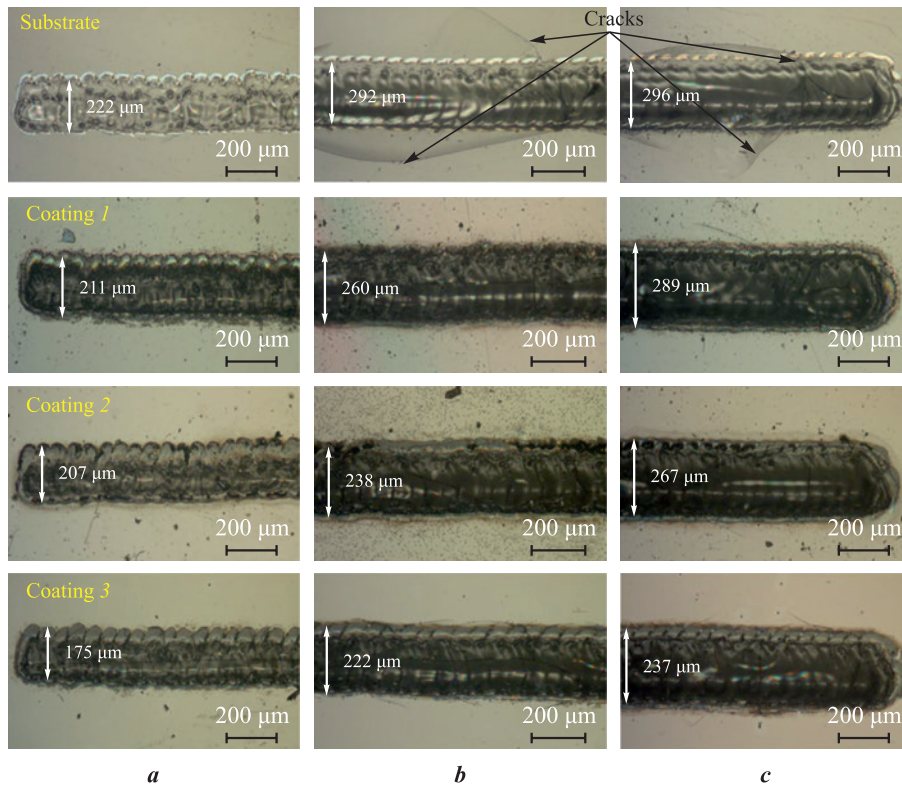 Substrate
Cracks
222 µm
292 µm
296 µm
200 µm
200 µm
200 µm
Coating 1
211 µm
260 µm
289 µm
200 µm
200 µm
200 µm
Coating 2
207 µm
238 µm
267 µm
200 µm
200 µm
200 µm
Coating 3
175 µm
222 µm
237 µm
200 µm
200 µm
200 µm
a
b
c